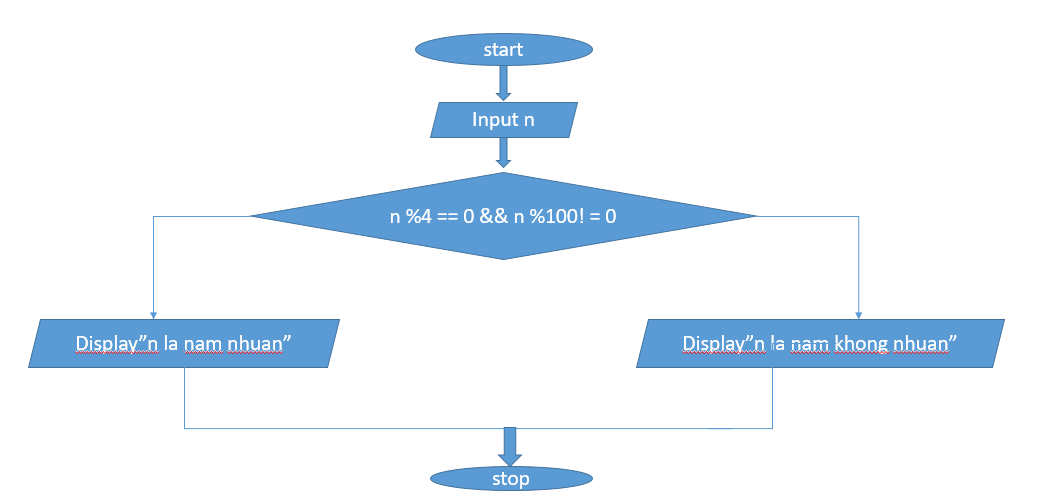 start
Input n
n %4 == 0 && n %100! = 0
Display”n la nam nhuan”
Display”n la nam khong nhuan”
stop